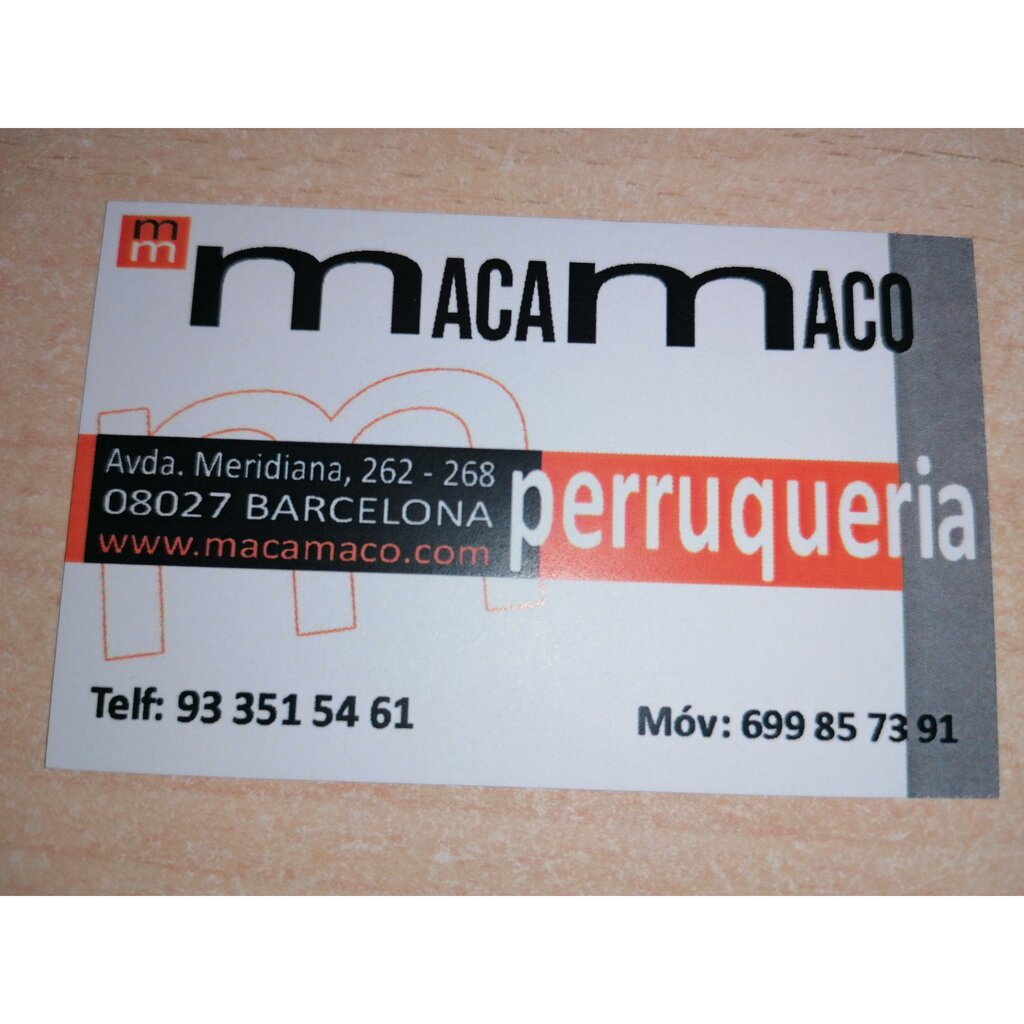 m
m
macamaco
Avda. Meridiana, 262 - 268
08027 BARCELONA
www.macamaco.com
perruqueria
Telf: 93 351 54 61
Móv: 699 85 73 91